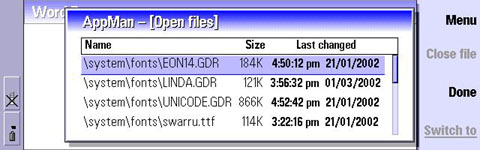 Word
AppMan – [Open files]
Menu
Name Size Last changed
Close file
\system\fonts\EON14.GDR 184K 4:50:12 pm 21/01/2002
\system\fonts\LINDA.GDR 121K 3:56:32 pm 01/03/2002
\system\fonts\UNICODE.GDR 866K 4:52:42 pm 21/01/2002
Done
\system\fonts\swarru.ttf 114K 3:22:16 pm 21/01/2002
Switch to